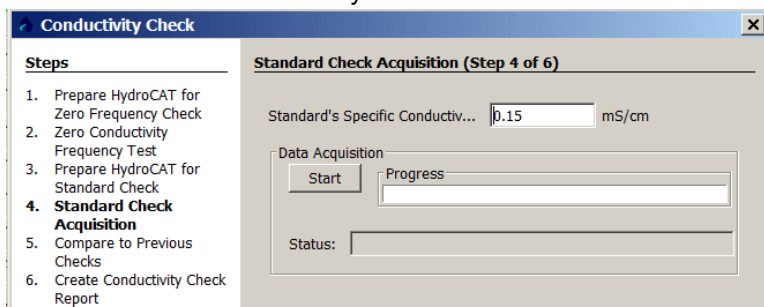 Conductivity Check
Steps
1. Prepare HydroCAT for
Zero Frequency Check
2. Zero Conductivity
Frequency Test
3. Prepare HydroCAT for
Standard Check
4. Standard Check
Acquisition
5. Compare to Previous
Checks
6. Create Conductivity Check
Report
Standard Check Acquisition (Step 4 of 6)
Standard's Specific Conductiv... 0.15 mS/cm
Data Acquisition
Start
Progress
Status: